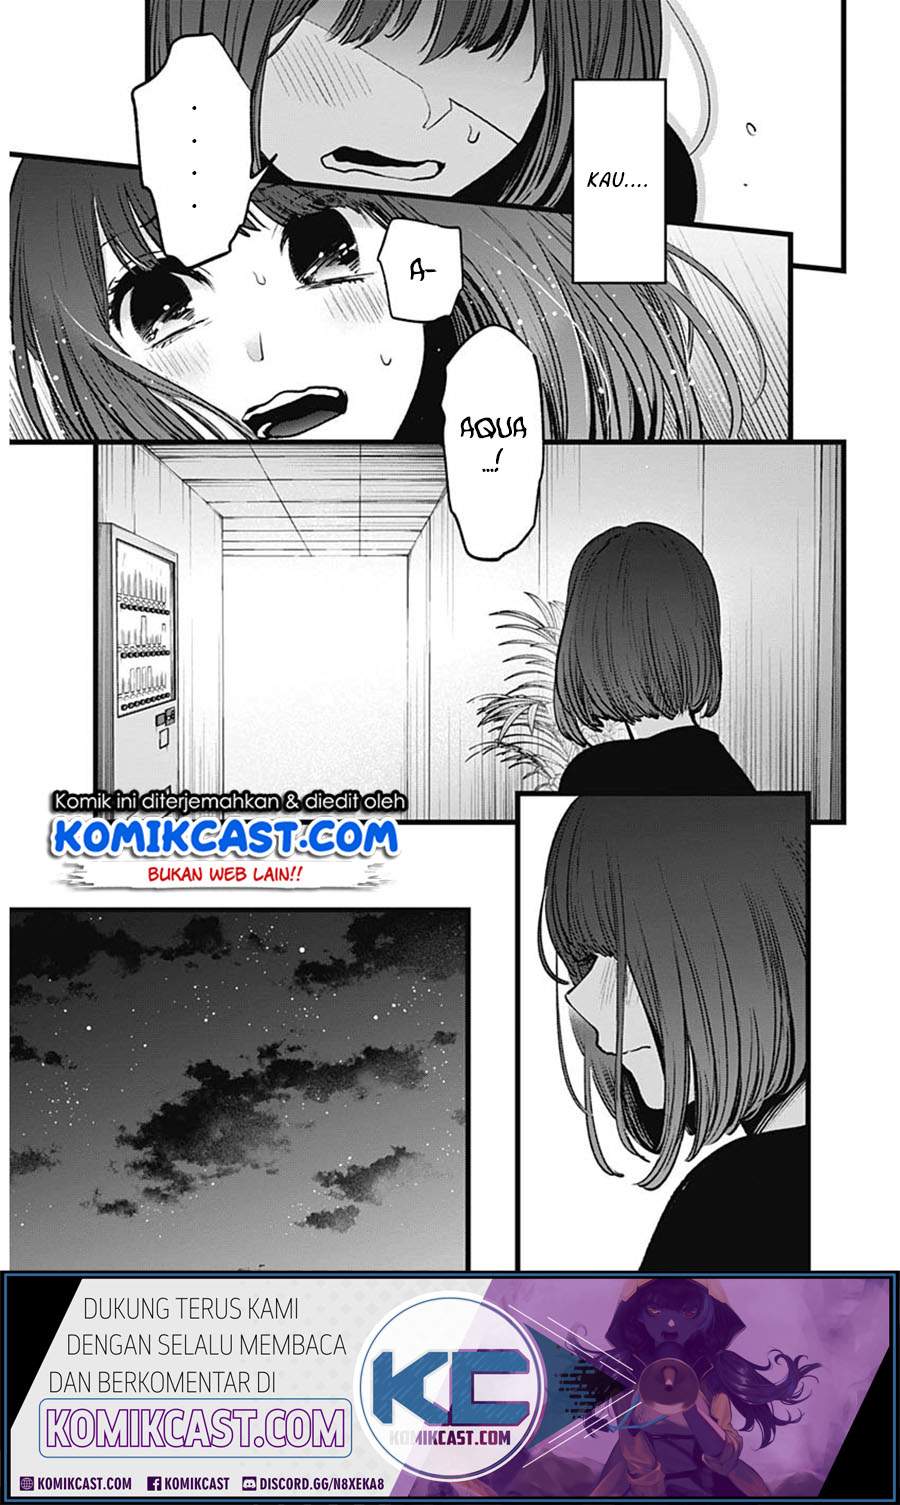 . . . .
KAU....
A-
AQUA
...!
Komik ini diterjemahkan & diedit oleh
KOMIKCAST.COM
BUKAN WEB LAIN!!
DUKUNG TERUS KAMI
DENGAN SELALU MEMBACA
DAN BERKOMENTAR DI
KOMIKCAST.COM
KC
KOMIKCAST.COM
KOMIKCAST.COM KOMIKCAST DISCORD.GG/N8XEKA8